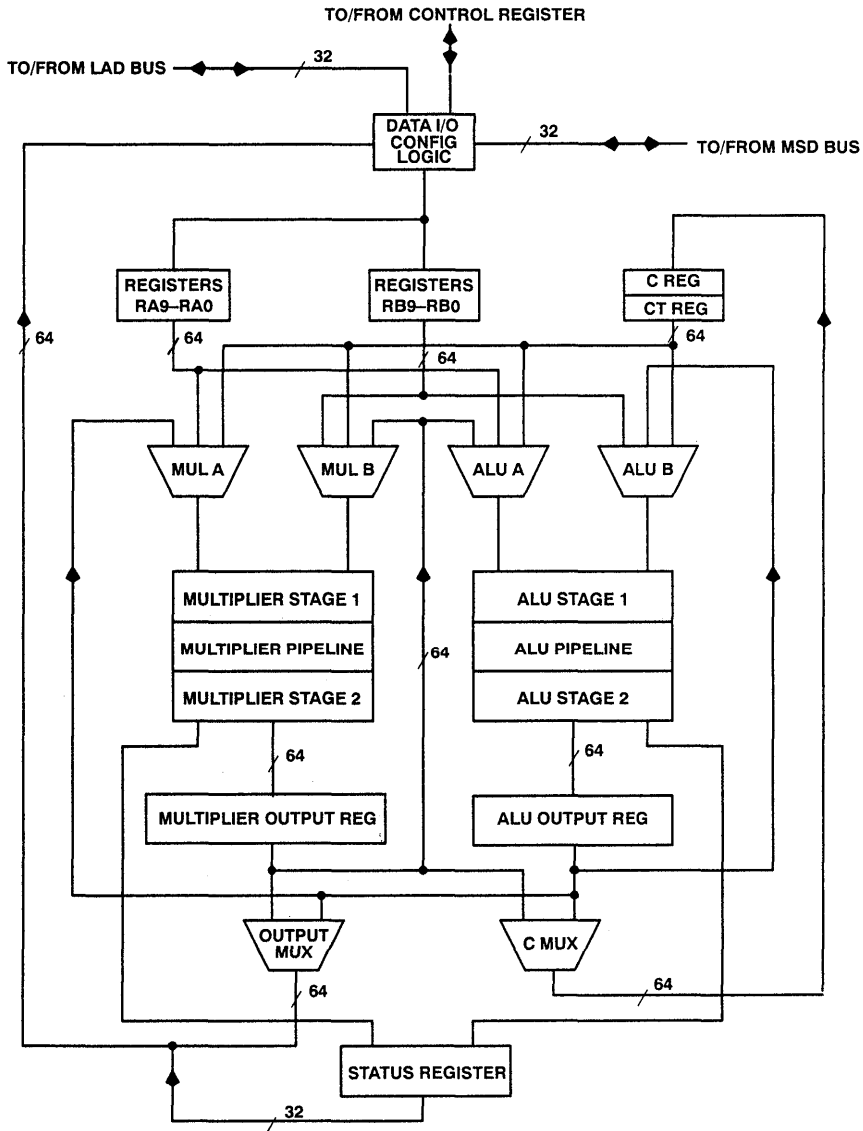 TO/FROM CONTROL REGISTER
TO/FROM LAD BUS
32
DATA I/O
CONFIG
LOGIC
32
TO/FROM MSD BUS
REGISTERS
RA9–RA0
REGISTERS
RB9–RB0
C REG
CT REG
64
64
64
64
MUL A
MUL B
ALU A
ALU B
MULTIPLIER STAGE 1
MULTIPLIER PIPELINE
MULTIPLIER STAGE 2
ALU STAGE 1
ALU PIPELINE
ALU STAGE 2
64
64
64
MULTIPLIER OUTPUT REG
ALU OUTPUT REG
OUTPUT
MUX
C MUX
64
64
STATUS REGISTER
32